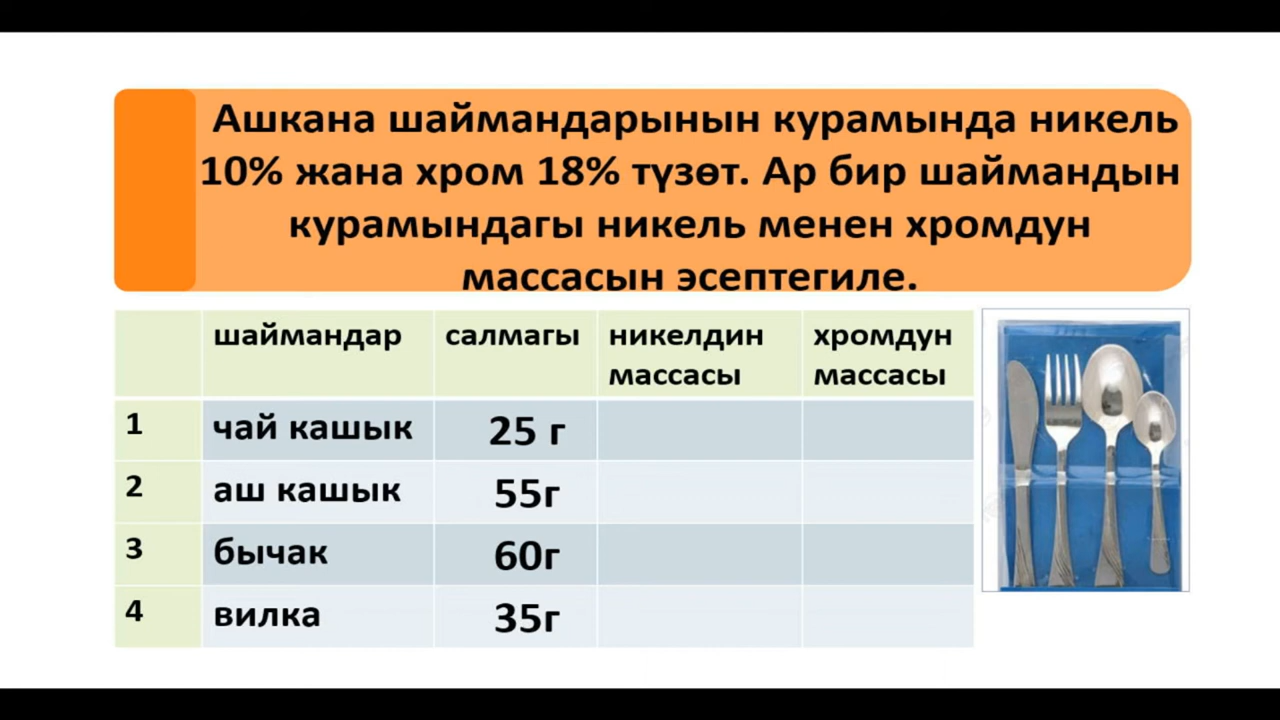 Ашкана шаймандарынын курамында никель
10% жана хром 18% түзөт. Ар бир шаймандын
курамындагы никель менен хромдун
массасын эсептегиле.
шаймандар салмагы никелдин массасы хромдун массасы
1 чай кашык 25 г
2 аш кашык 55г
3 бычак 60г
4 вилка 35г